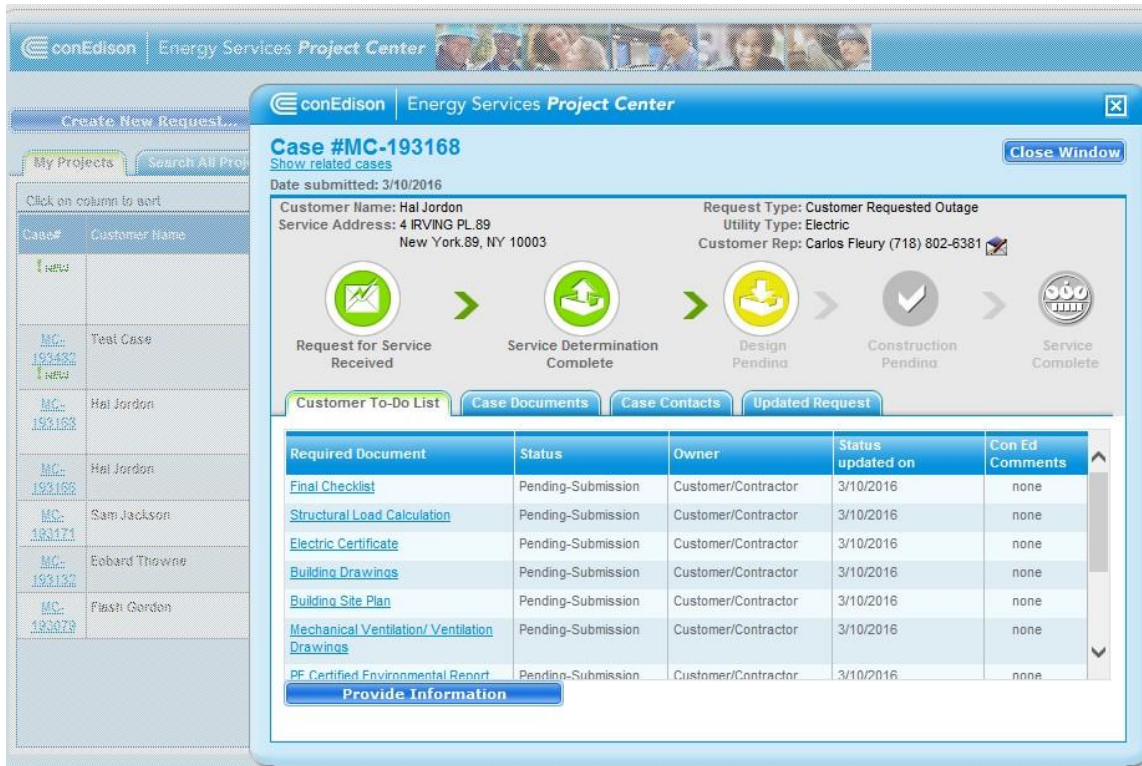 conEdison Energy Services Project Center
Create New Request...
My Projects Search All Proj
Click on column to sort
Case# Customer Name
! NEW
MC-193432 Test Case
! NEW
MC-193168 Hal Jordon
MC-193166 Hal Jordon
MC-193171 Sam Jackson
MC-193132 Eobard Thowne
MC-193079 Flash Gordon
conEdison Energy Services Project Center
Case #MC-193168
Close Window
Show related cases
Date submitted: 3/10/2016
Customer Name: Hal Jordon Request Type: Customer Requested Outage
Service Address: 4 IRVING PL.89 Utility Type: Electric
New York.89, NY 10003 Customer Rep: Carlos Fleury (718) 802-6381
Request for Service Received
Service Determination Complete
Design Pending
Construction Pending
Service Complete
Customer To-Do List Case Documents Case Contacts Updated Request
Required Document Status Owner Status updated on Con Ed Comments
Final Checklist Pending-Submission Customer/Contractor 3/10/2016 none
Structural Load Calculation Pending-Submission Customer/Contractor 3/10/2016 none
Electric Certificate Pending-Submission Customer/Contractor 3/10/2016 none
Building Drawings Pending-Submission Customer/Contractor 3/10/2016 none
Building Site Plan Pending-Submission Customer/Contractor 3/10/2016 none
Mechanical Ventilation/ Ventilation Drawings Pending-Submission Customer/Contractor 3/10/2016 none
PE Certified Environmental Report Pending-Submission Customer/Contractor 3/10/2016 none
Provide Information